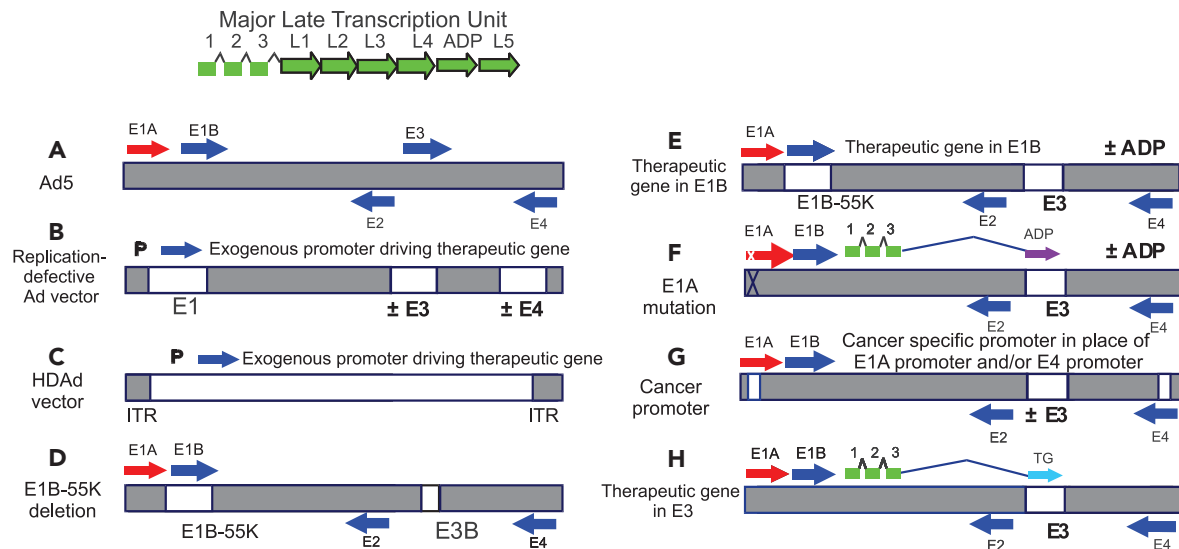 Major Late Transcription Unit
1 2 3 L1 L2 L3 L4 ADP L5
A
Ad5
E1A E1B E3
E2 E4
B
Replication-
defective
Ad vector
P Exogenous promoter driving therapeutic gene
E1 ± E3 ± E4
C
HDAd
vector
P Exogenous promoter driving therapeutic gene
ITR ITR
D
E1B-55K
deletion
E1A E1B
E1B-55K E2 E3B E4
E
Therapeutic
gene in E1B
E1A E1B Therapeutic gene in E1B ± ADP
E1B-55K E2 E3 E4
F
E1A
mutation
E1A E1B 1 2 3 ADP ± ADP
x
E2 E3 E4
G
Cancer
promoter
E1A E1B Cancer specific promoter in place of
E1A promoter and/or E4 promoter
E2 ± E3 E4
H
Therapeutic gene
in E3
E1A E1B 1 2 3 TG
E2 E3 E4